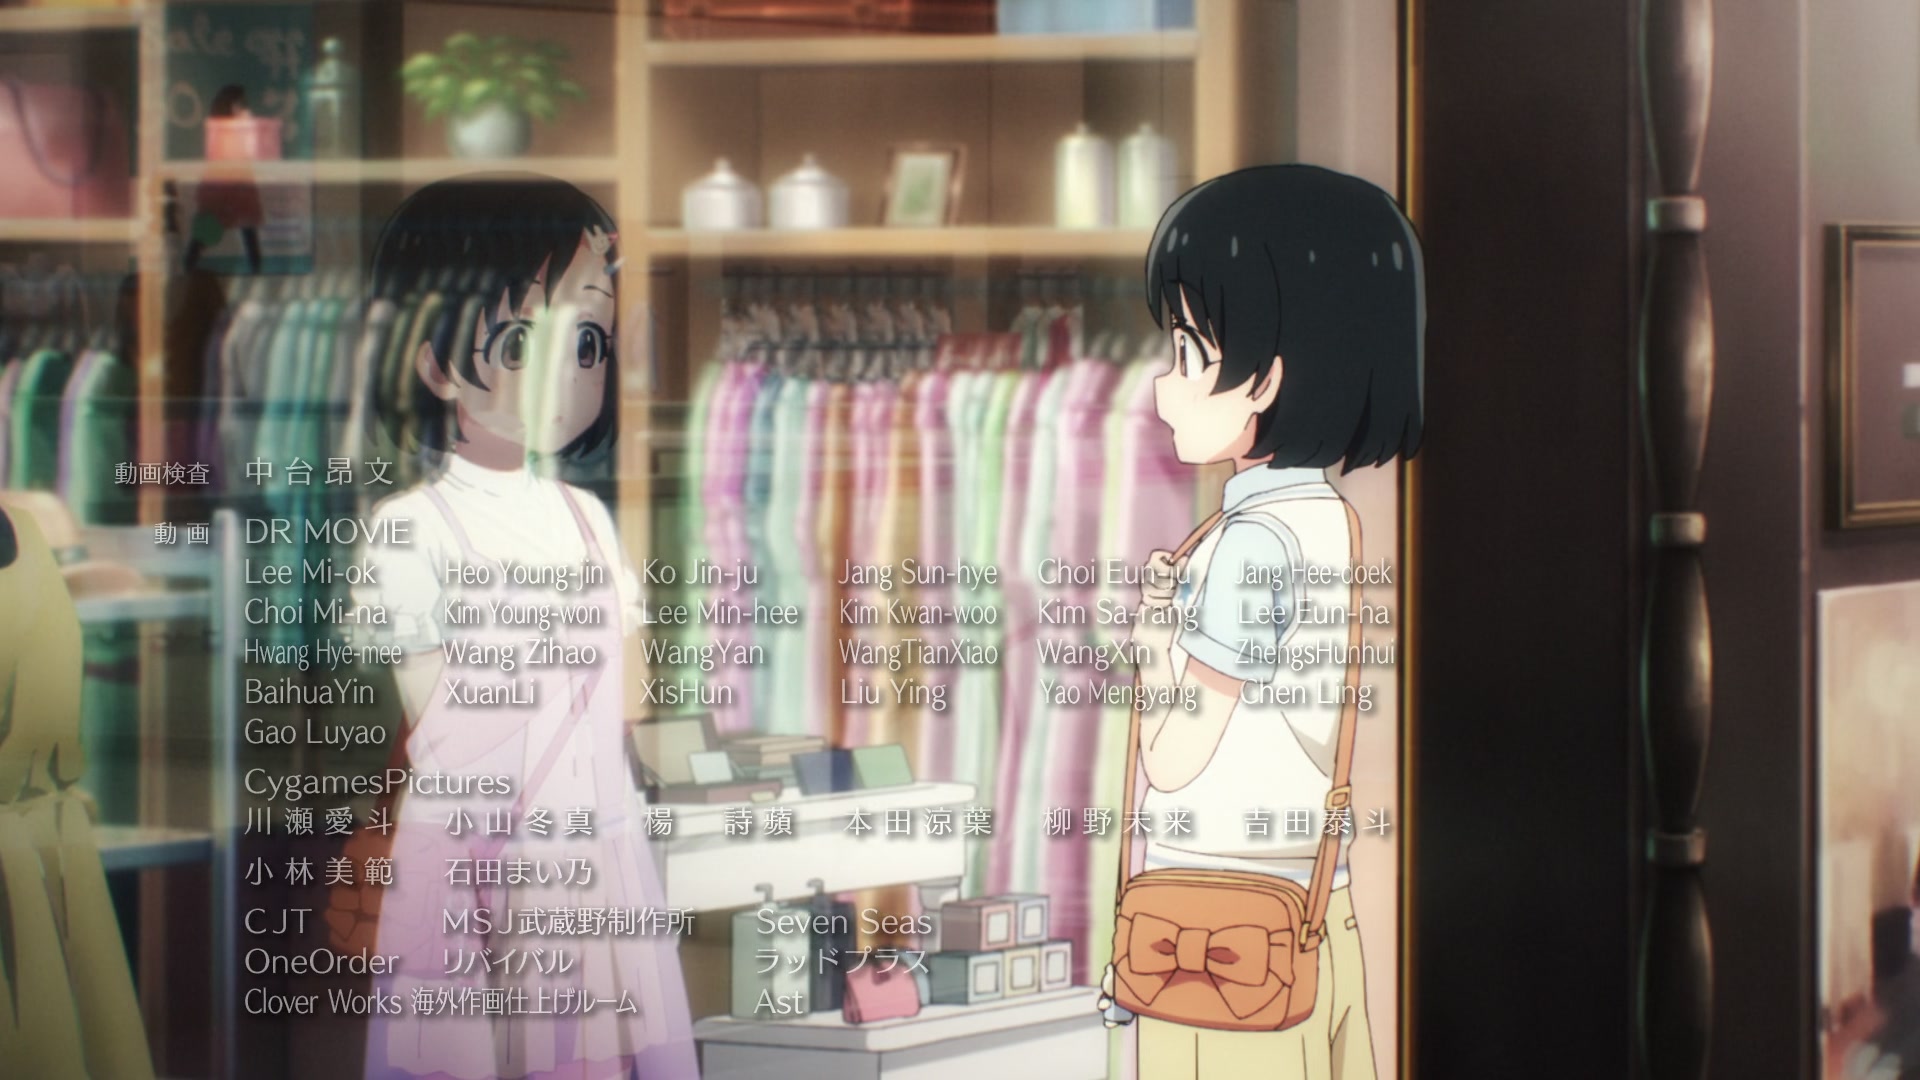 動画検査 中台昂文
動画 DR MOVIE
Lee Mi-ok Heo Young-jin Ko Jin-ju Jang Sun-hye Choi Eun-ju Jang Hee-doek
Choi Mi-na Kim Young-won Lee Min-hee Kim Kwan-woo Kim Sa-rang Lee Eun-ha
Hwang Hye-mee Wang Zihao WangYan WangTianXiao WangXin ZhengsHunhui
BaihuaYin XuanLi XisHun Liu Ying Yao Mengyang Chen Ling
Gao Luyao
CygamesPictures
川瀬愛斗 小山冬真 楊 詩蘋 本田涼葉 柳野未来 吉田泰斗
小林美範 石田まい乃
CJT MSJ武蔵野制作所 Seven Seas
OneOrder リバイバル ラッドプラス
Clover Works 海外作画仕上げルーム Ast